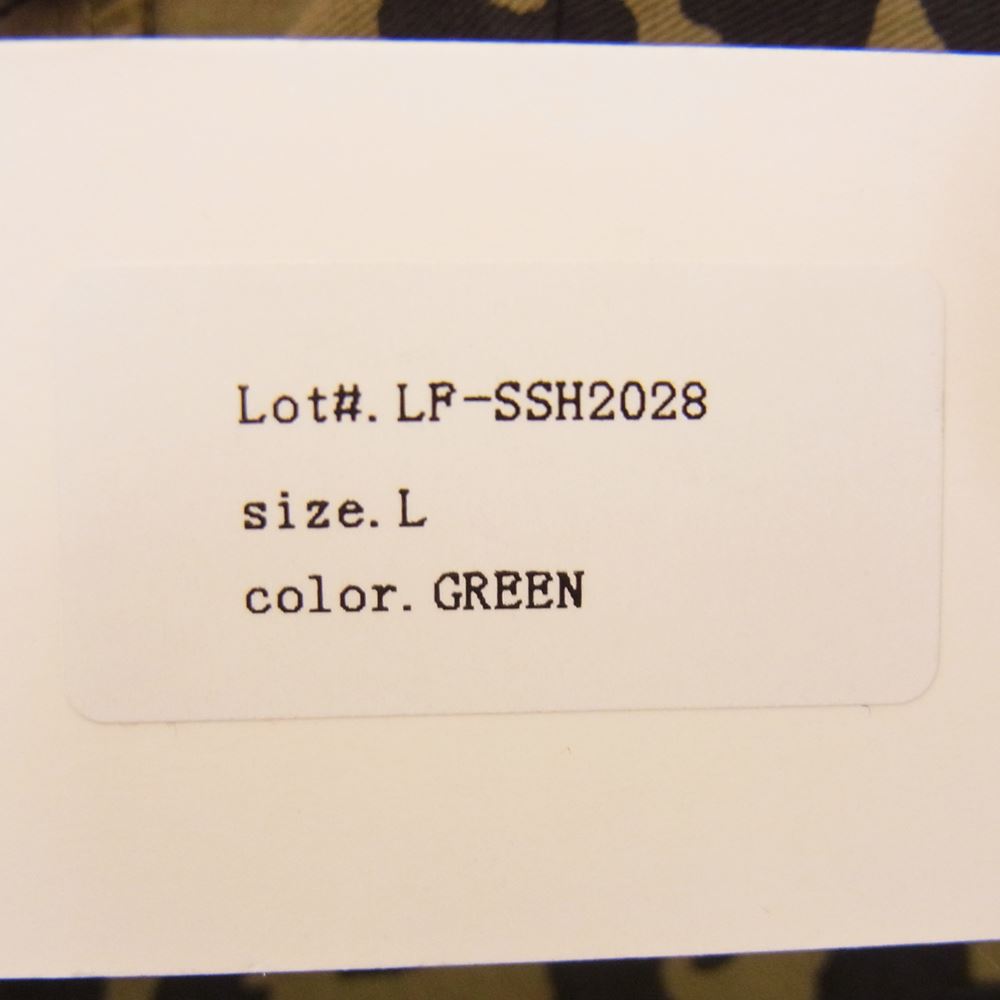 Lot#. LF-SSH2028
size. L
color. GREEN